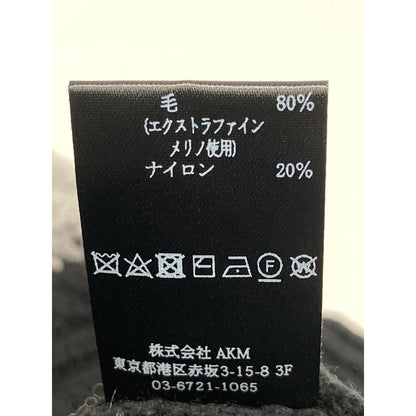 毛 80%
(エクストラファイン
メリノ使用)
ナイロン 20%
F W
株式会社 AKM
東京都港区赤坂3-15-8 3F
03-6721-1065